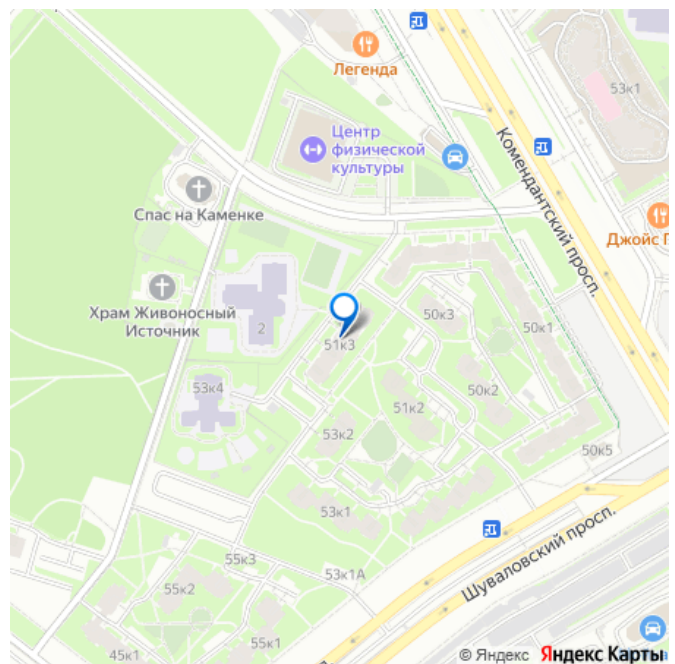 53к1
Легенда
Центр
физической
культуры
Комендантский просп.
Спас на Каменке
Джойс П
Храм Живоносный
Источник
2
50к3
50к1
51к3
53к4
50к2
51к2
53к2
50к5
53к1
Шуваловский просп.
55к3
53к1А
55к2
55к1
45к1
© Яндекс Яндекс Карты